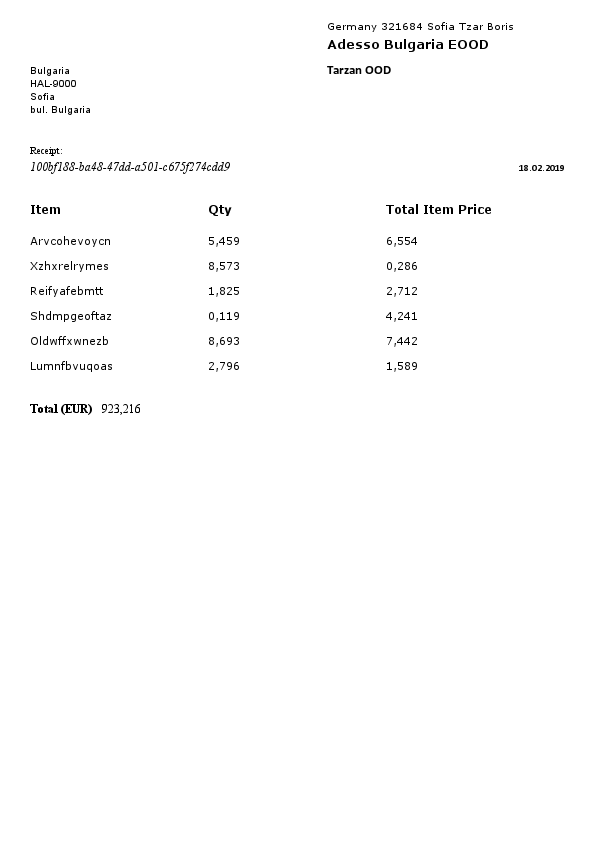 Germany 321684 Sofia Tzar Boris
Adesso Bulgaria EOOD
Tarzan OOD
Bulgaria
HAL-9000
Sofia
bul. Bulgaria
Receipt:
100bf188-ba48-47dd-a501-c675f274cdd9
18.02.2019
Item Qty Total Item Price
Arvcohevoycn 5,459 6,554
Xzhxrelrymes 8,573 0,286
Reifyafebmtt 1,825 2,712
Shdmpgeoftaz 0,119 4,241
Oldwffxwnezb 8,693 7,442
Lumnfbvuqoas 2,796 1,589
Total (EUR) 923,216